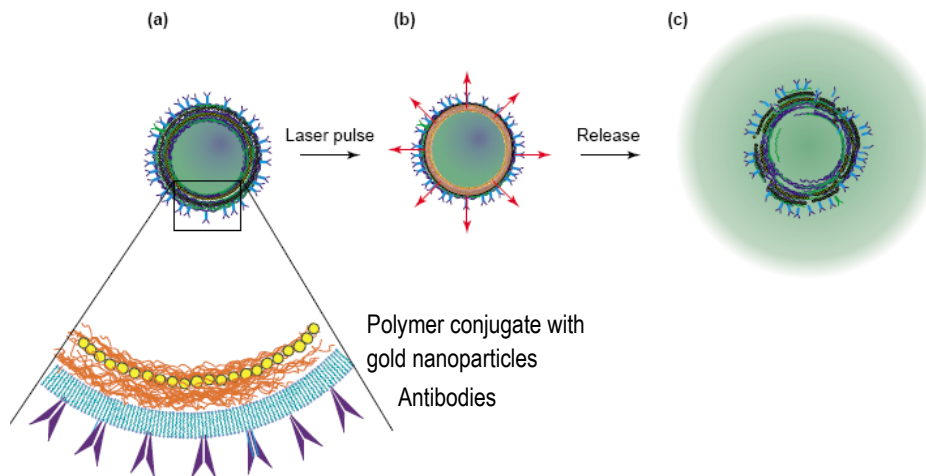 (a)
(b)
(c)
Laser pulse
Release
Polymer conjugate with
gold nanoparticles
Antibodies